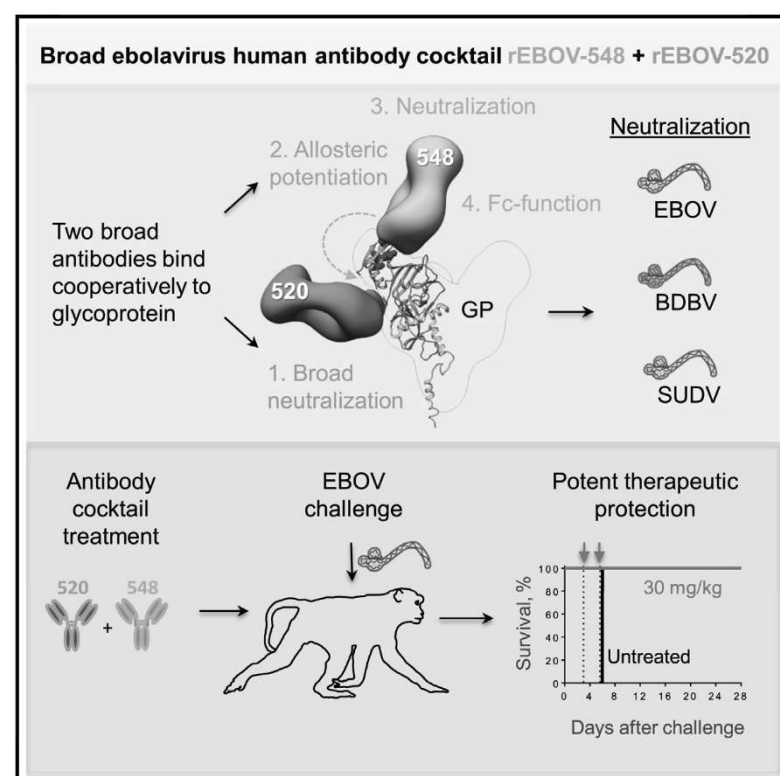 Broad ebolavirus human antibody cocktail rEBOV-548 + rEBOV-520
Two broad
antibodies bind
cooperatively to
glycoprotein
3. Neutralization
2. Allosteric
potentiation
548
4. Fc-function
520
GP
1. Broad
neutralization
Neutralization
EBOV
BDBV
SUDV
Antibody
cocktail
treatment
520
548
+
EBOV
challenge
Potent therapeutic
protection
Survival, %
100
80
60
40
20
0
30 mg/kg
Untreated
0 4 8 12 16 20 24 28
Days after challenge